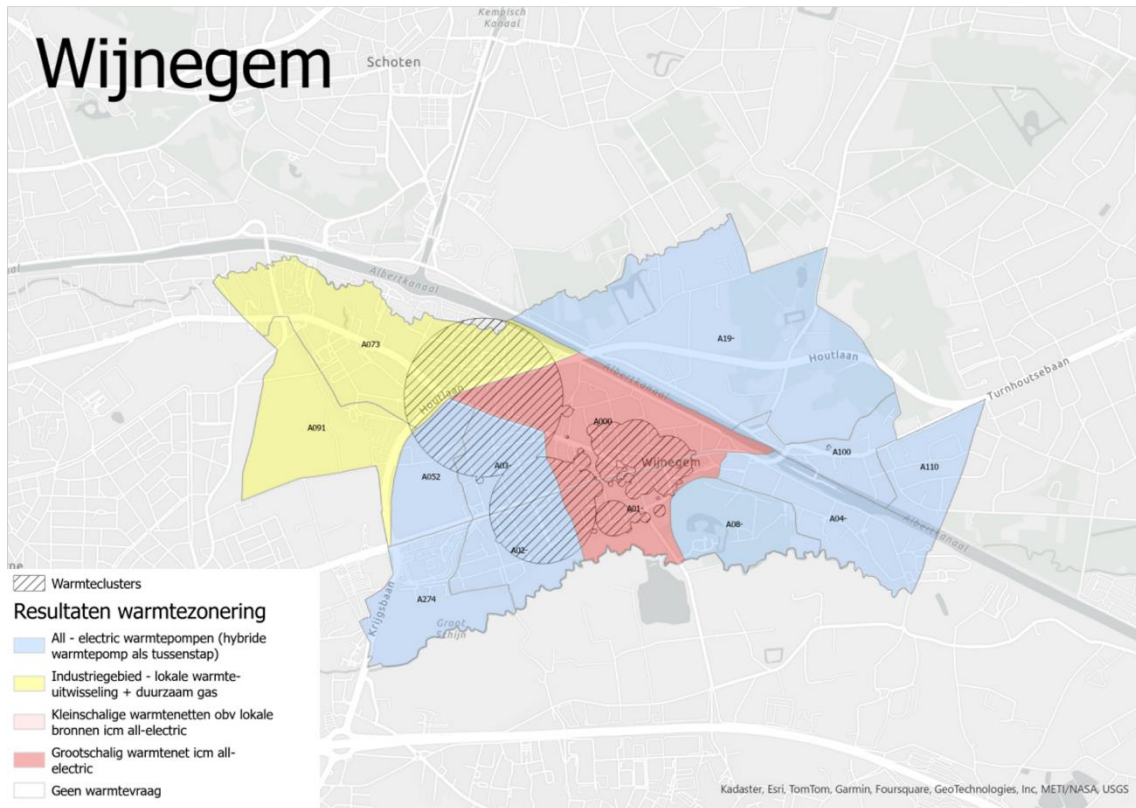 Wijnegem
Kempisch
Kanaal
Schoten
Albertkanaal
A073
A19-
Houtlaan
Albertkanaal
Turnhoutsebaan
Houtlaan
A091
A000
A03-
Wijnegem
A100
A052
A110
A01-
A04-
A08-
Albertkanaal
A02-
A274
Krijgsbaan
Groot
Schijn
Warmteclusters
Resultaten warmtezonering
All - electric warmtepompen (hybride
warmtepomp als tussenstap)
Industriegebied - lokale warmte-
uitwisseling + duurzaam gas
Kleinschalige warmtenetten obv lokale
bronnen icm all-electric
Grootschalig warmtenet icm all-
electric
Geen warmtevraag
Kadaster, Esri, TomTom, Garmin, Foursquare, GeoTechnologies, Inc, METI/NASA, USGS